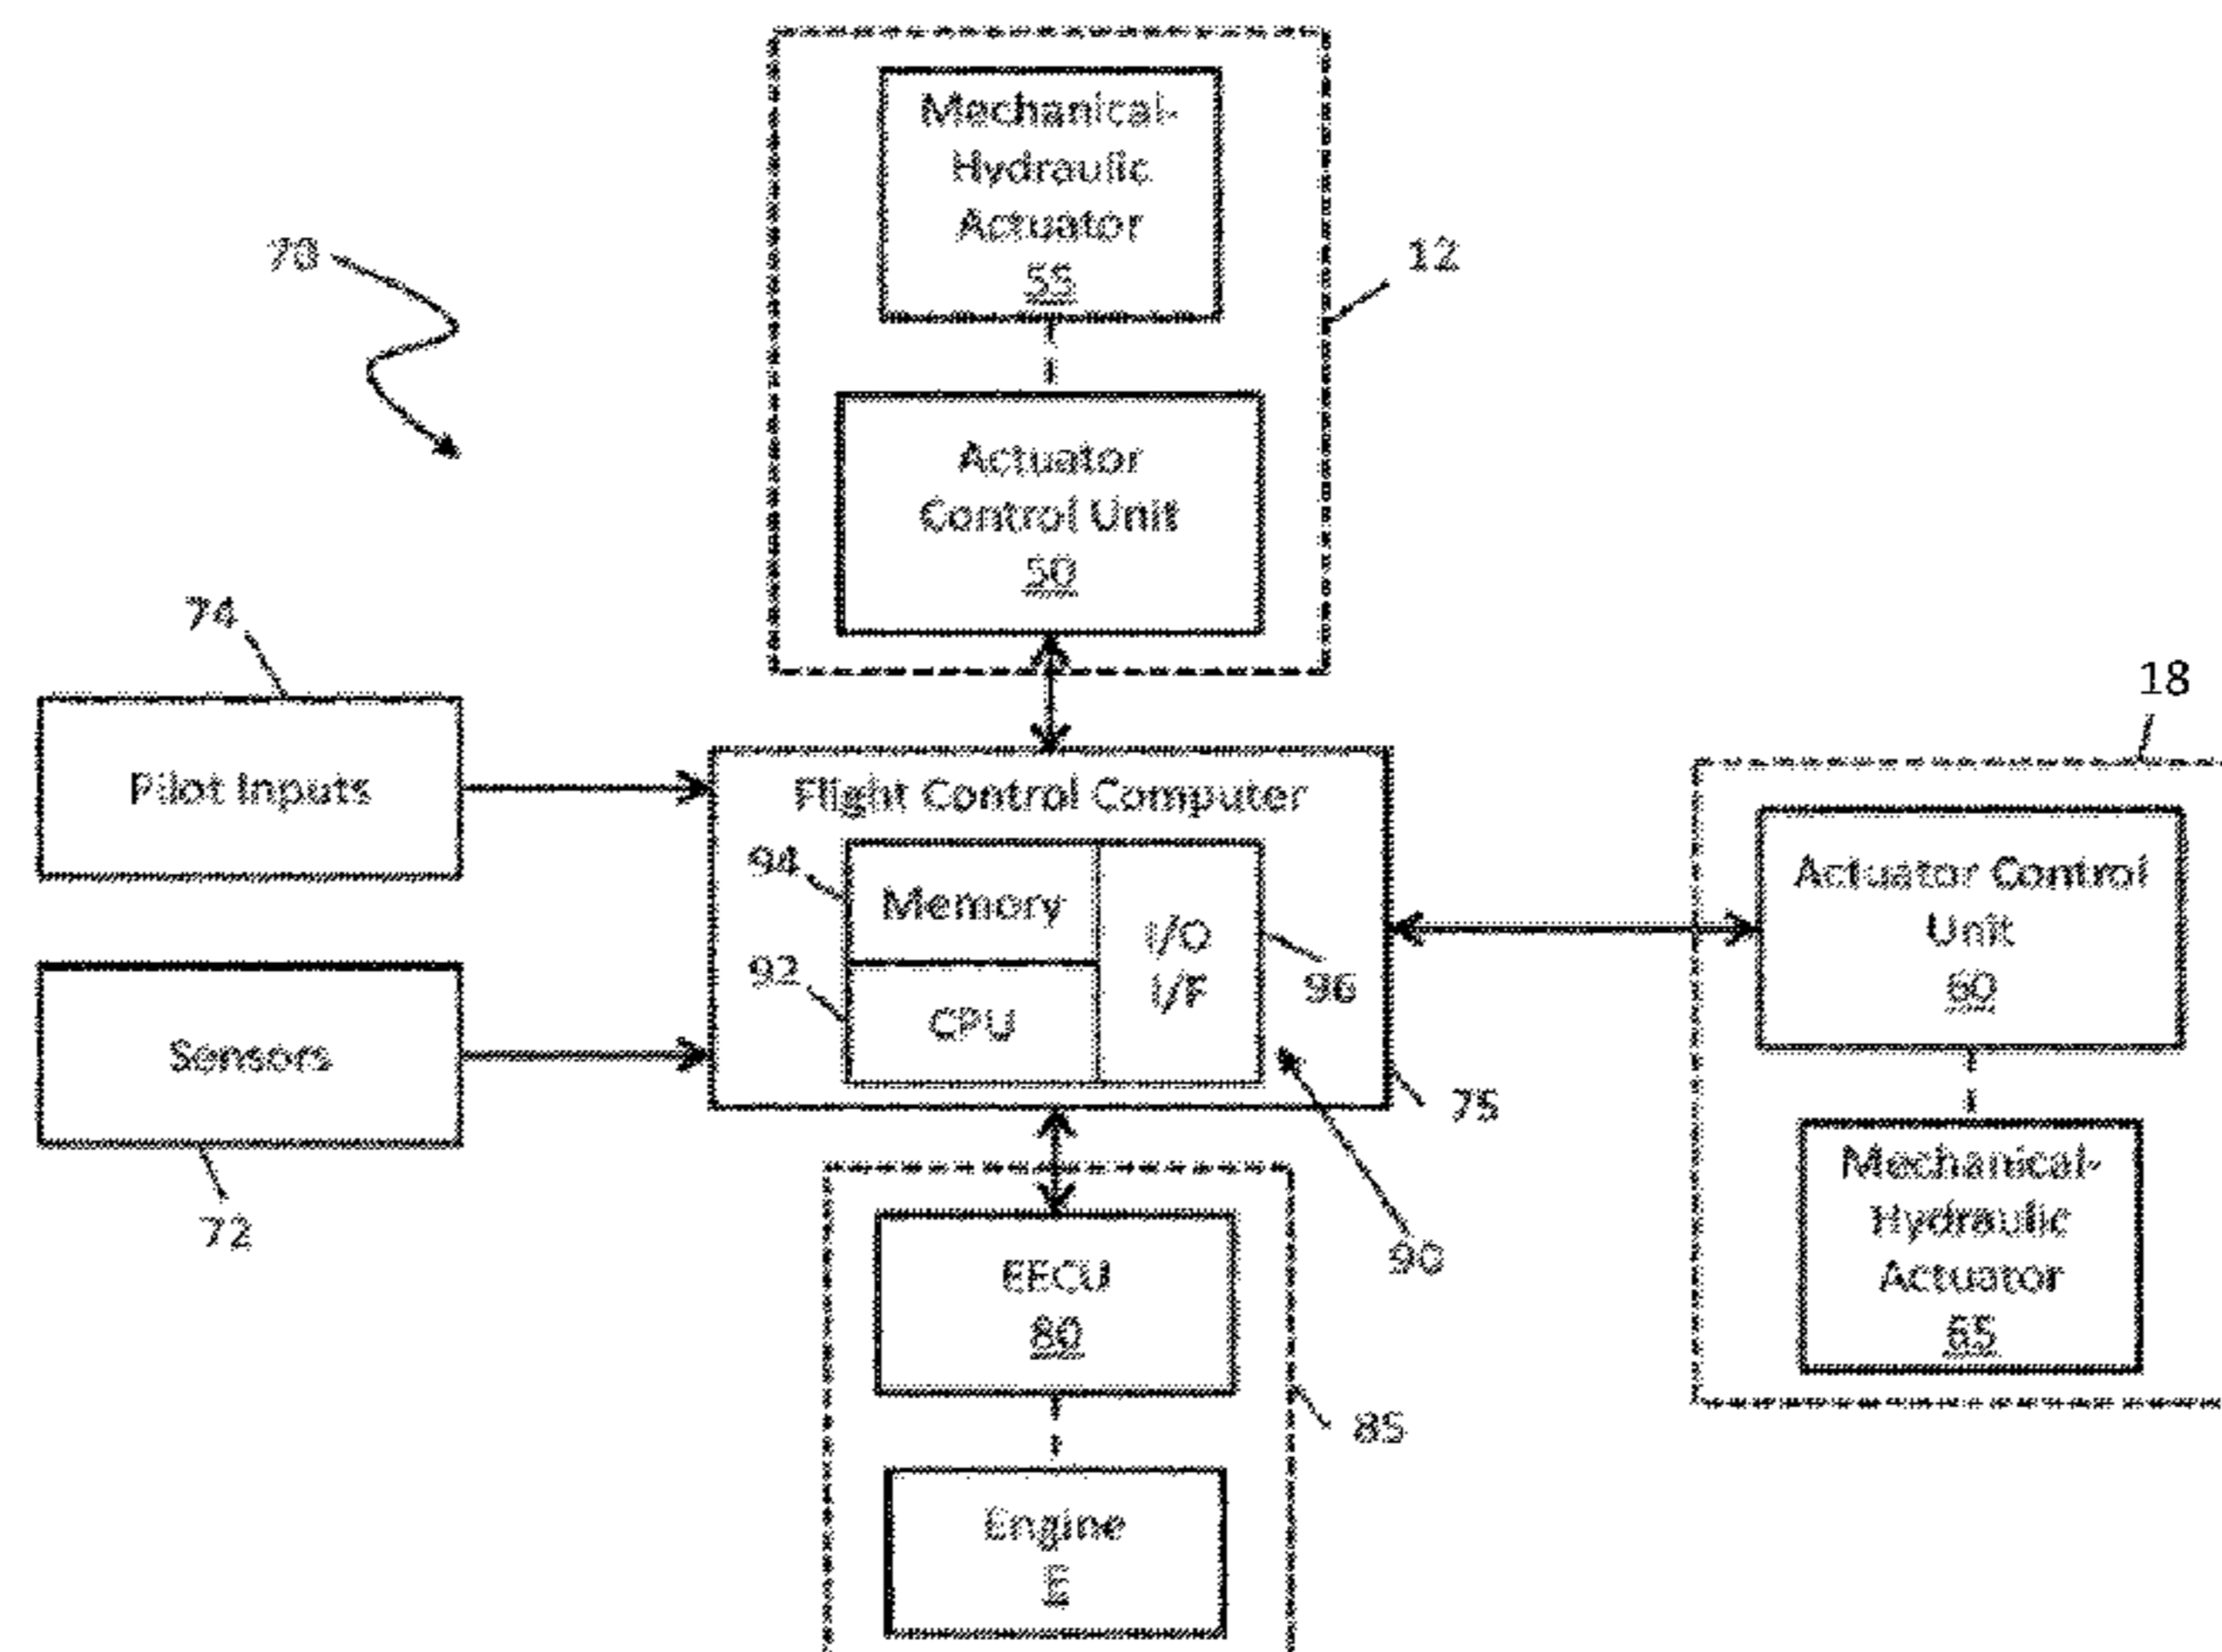 Mechanical-
Hydraulic
Actuator
55
12
70
Actuator
Control Unit
50
74
Pilot Inputs
18
Flight Control Computer
94
Memory
I/O
I/F
96
92
CPU
Actuator Control
Unit
60
Sensors
72
75
90
Mechanical-
Hydraulic
Actuator
65
EECU
80
85
Engine
E